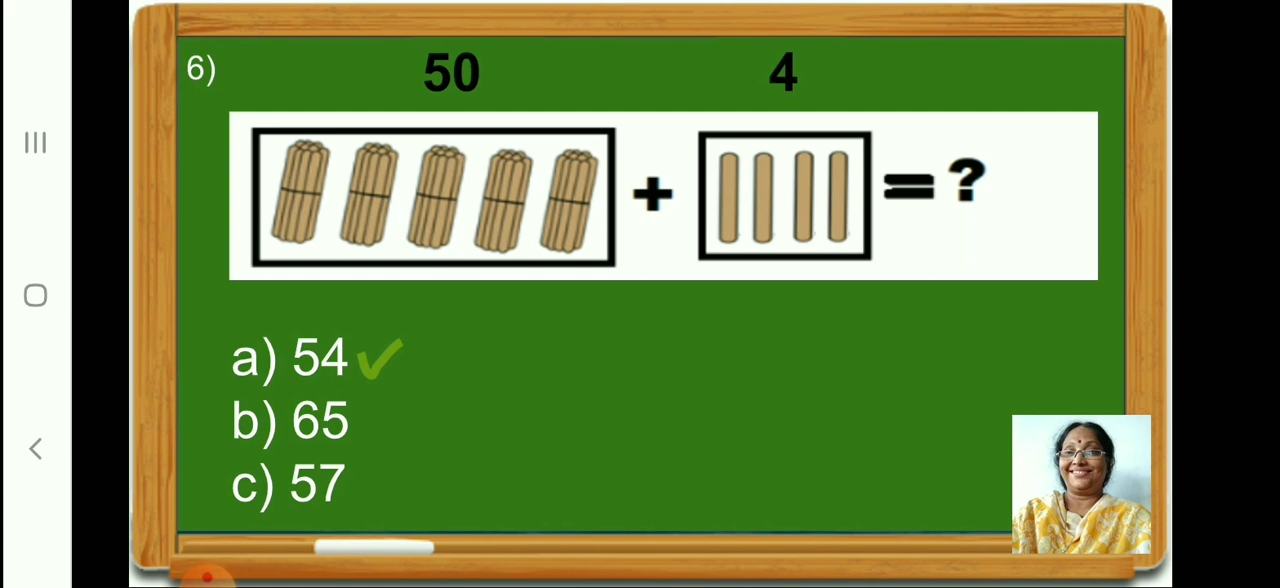 6) 50 4
+ = ?
a) 54 ✓
b) 65
c) 57